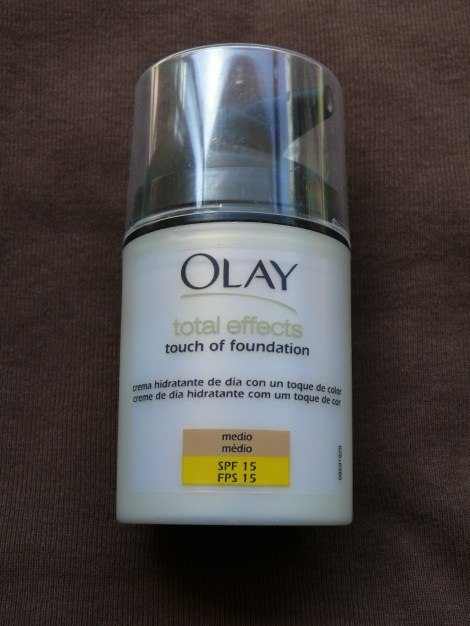 OLAY
total effects
touch of foundation
crema hidratante de día con un toque de color
creme de dia hidratante com um toque de cor
medio
médio
SPF 15
FPS 15